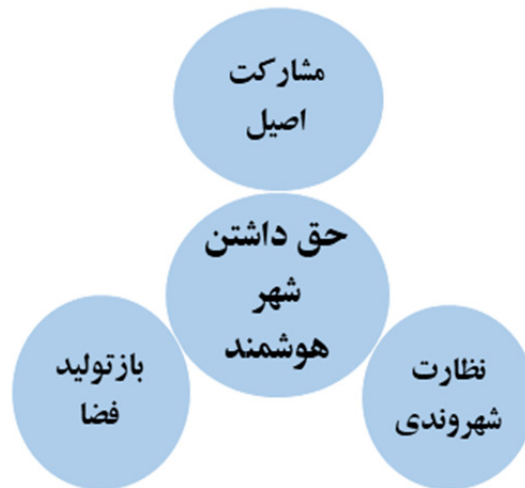 مشارکت
اصیل
حق داشتن
شهر
هوشمند
نظارت
شهروندی
بازتولید
فضا